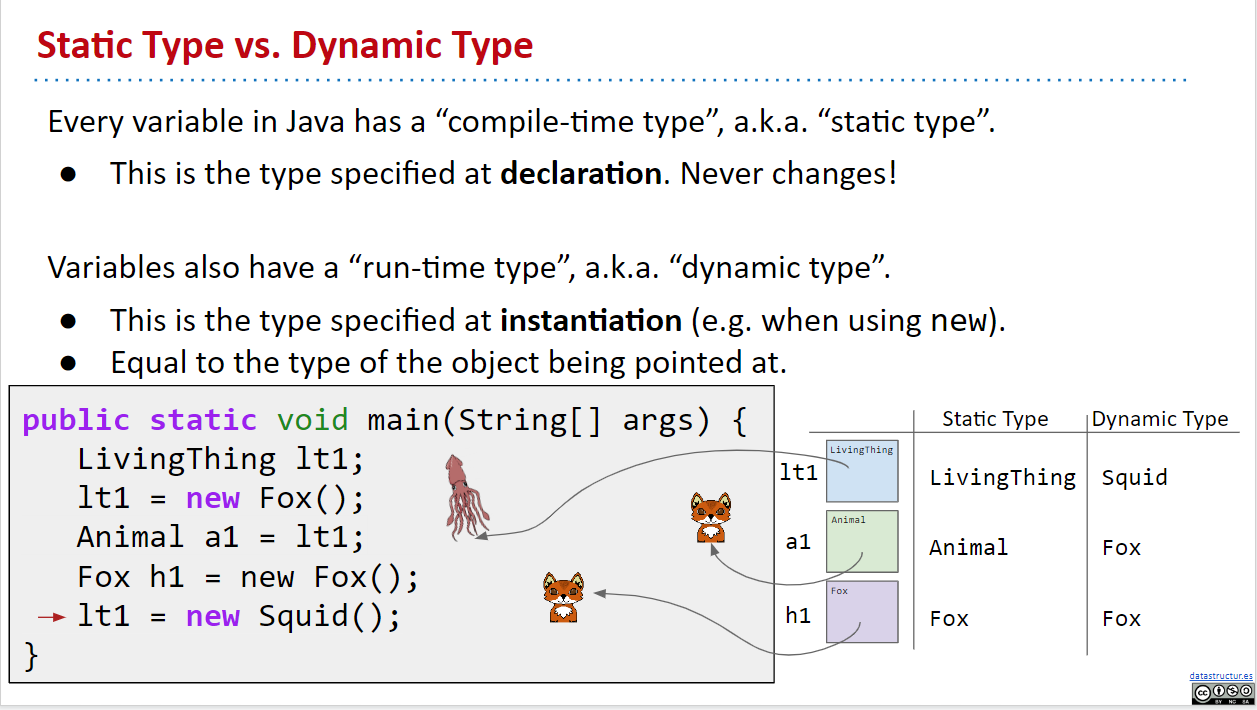 Static Type vs. Dynamic Type
Every variable in Java has a “compile-time type”, a.k.a. “static type”.
● This is the type specified at declaration. Never changes!
Variables also have a “run-time type”, a.k.a. “dynamic type”.
● This is the type specified at instantiation (e.g. when using new).
● Equal to the type of the object being pointed at.
public static void main(String[] args) {
LivingThing lt1;
lt1 = new Fox();
Animal a1 = lt1;
Fox h1 = new Fox();
lt1 = new Squid();
}
Static Type Dynamic Type
lt1 LivingThing LivingThing Squid
a1 Animal Animal Fox
h1 Fox Fox Fox
datastructur.es
cc
BY NC SA